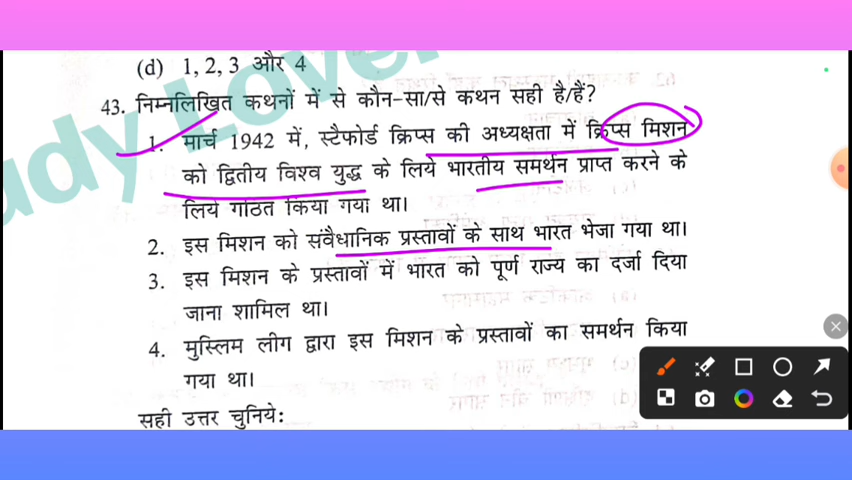 (d) 1, 2, 3 और 4
43. निम्नलिखित कथनों में से कौन-सा/से कथन सही है/हैं?
1. मार्च 1942 में, स्टैफोर्ड क्रिप्स की अध्यक्षता में क्रिप्स मिशन
को द्वितीय विश्व युद्ध के लिये भारतीय समर्थन प्राप्त करने के
लिये गठित किया गया था।
2. इस मिशन को संवैधानिक प्रस्तावों के साथ भारत भेजा गया था।
3. इस मिशन के प्रस्तावों में भारत को पूर्ण राज्य का दर्जा दिया
जाना शामिल था।
4. मुस्लिम लीग द्वारा इस मिशन के प्रस्तावों का समर्थन किया
गया था।
सही उत्तर चुनिये: